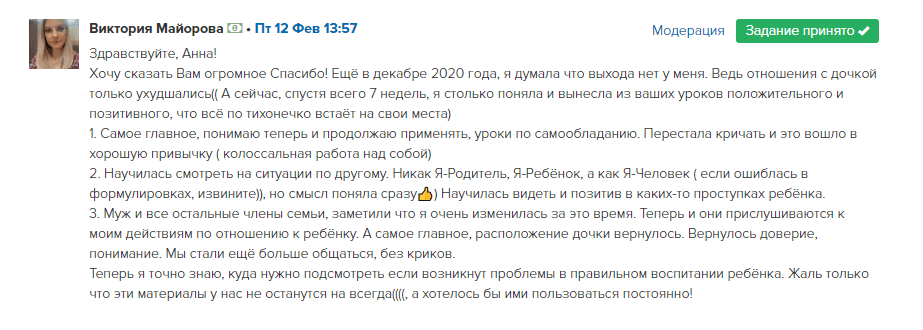 Виктория Майорова • Пт 12 Фев 13:57
Модерация
Задание принято
Здравствуйте, Анна!
Хочу сказать Вам огромное Спасибо! Ещё в декабре 2020 года, я думала что выхода нет у меня. Ведь отношения с дочкой
только ухудшались(( А сейчас, спустя всего 7 недель, я столько поняла и вынесла из ваших уроков положительного и
позитивного, что всё по тихонечко встаёт на свои места)
1. Самое главное, понимаю теперь и продолжаю применять, уроки по самообладанию. Перестала кричать и это вошло в
хорошую привычку ( колоссальная работа над собой)
2. Научилась смотреть на ситуации по другому. Никак Я-Родитель, Я-Ребёнок, а как Я-Человек ( если ошиблась в
формулировках, извините)), но смысл поняла сразу👍) Научилась видеть и позитив в каких-то проступках ребёнка.
3. Муж и все остальные члены семьи, заметили что я очень изменилась за это время. Теперь и они прислушиваются к
моим действиям по отношению к ребёнку. А самое главное, расположение дочки вернулось. Вернулось доверие,
понимание. Мы стали ещё больше общаться, без криков.
Теперь я точно знаю, куда нужно подсмотреть если возникнут проблемы в правильном воспитании ребёнка. Жаль только
что эти материалы у нас не останутся на всегда((((, а хотелось бы ими пользоваться постоянно!